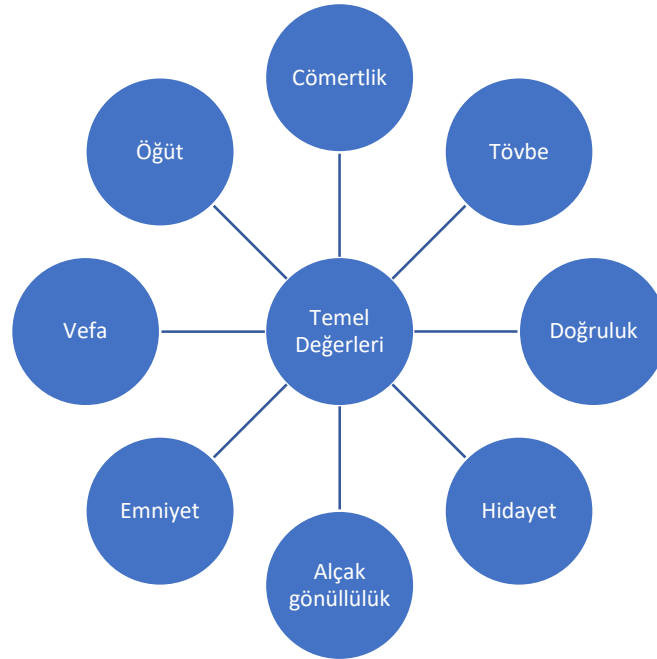 Cömertlik
Öğüt
Tövbe
Vefa
Temel
Değerleri
Doğruluk
Emniyet
Hidayet
Alçak
gönüllülük